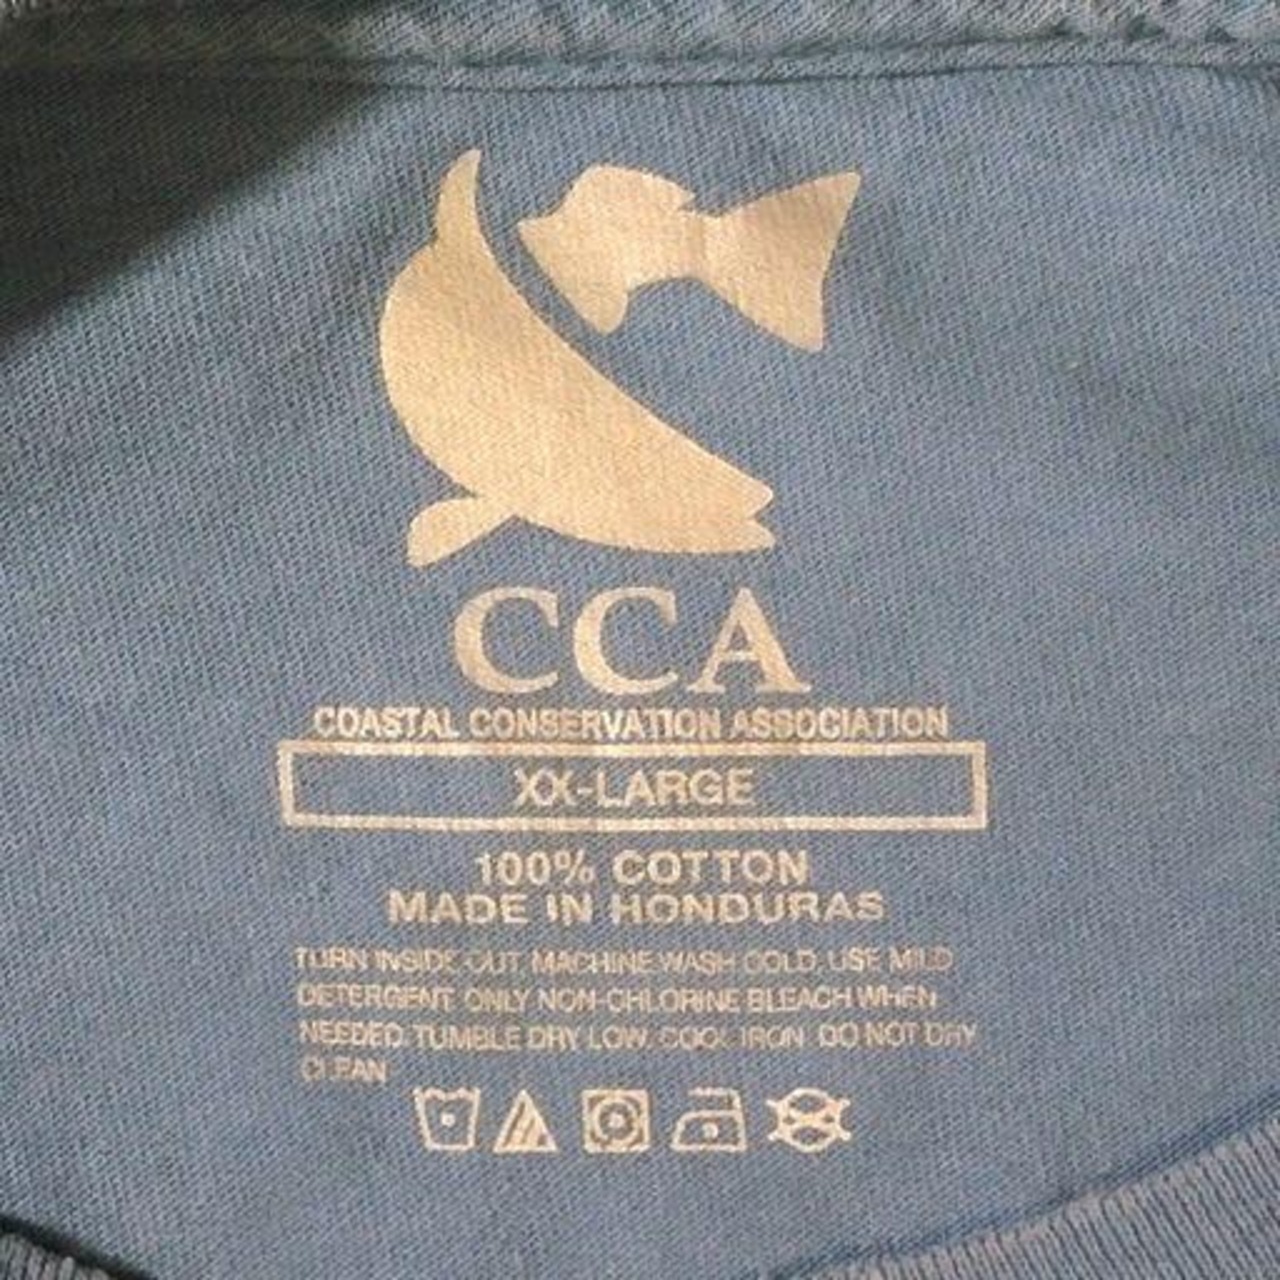 CCA
COASTAL CONSERVATION ASSOCIATION
XX-LARGE
100% COTTON
MADE IN HONDURAS
TURN INSIDE OUT. MACHINE WASH COLD. USE MILD
DETERGENT. ONLY NON-CHLORINE BLEACH WHEN
NEEDED. TUMBLE DRY LOW. COOL IRON. DO NOT DRY
CLEAN